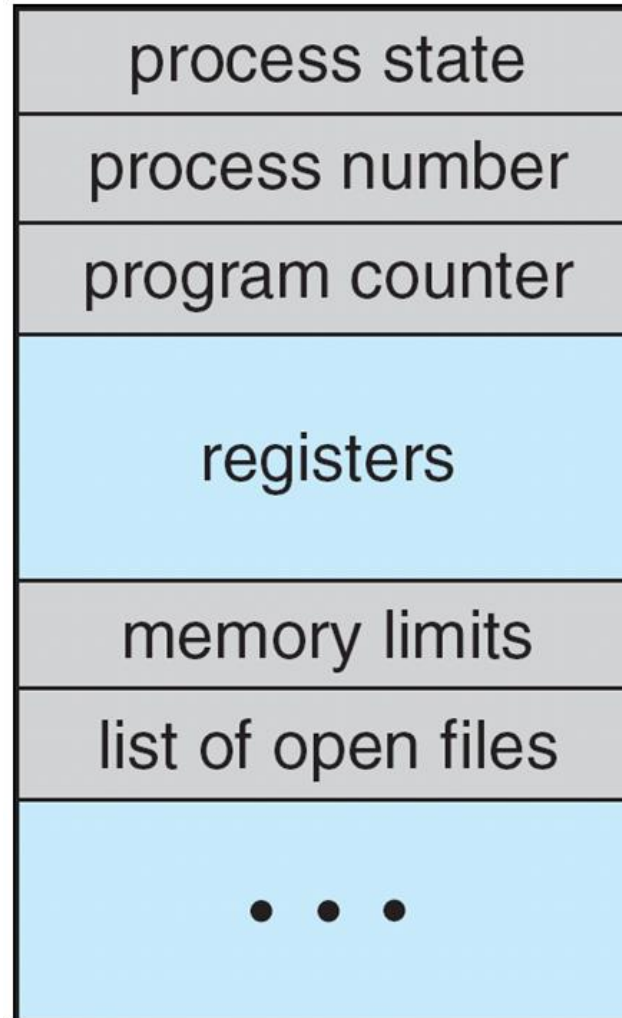 process state
process number
program counter
registers
memory limits
list of open files
• • •